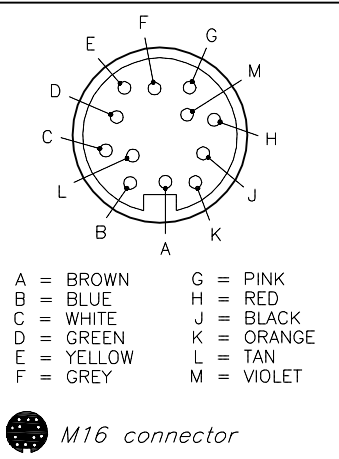 F
E
G
M
D
C
H
L
J
B
K
A
A = BROWN
B = BLUE
C = WHITE
D = GREEN
E = YELLOW
F = GREY
G = PINK
H = RED
J = BLACK
K = ORANGE
L = TAN
M = VIOLET
M16 connector